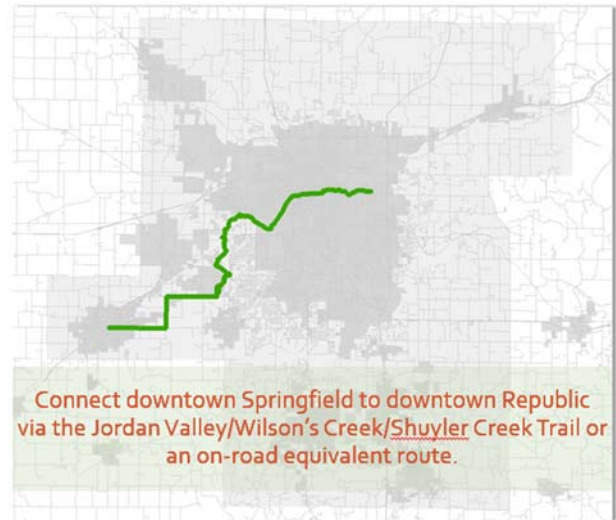 Connect downtown Springfield to downtown Republic
via the Jordan Valley/Wilson's Creek/Shuyler Creek Trail or
an on-road equivalent route.